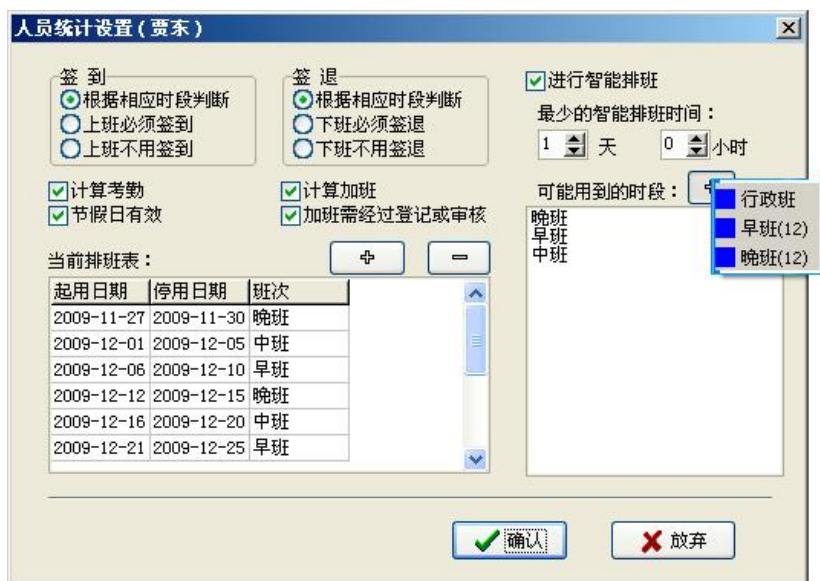 人员统计设置(贾东)
签 到
根据相应时段判断
上班必须签到
上班不用签到
签 退
根据相应时段判断
下班必须签退
下班不用签退
计算考勤
计算加班
节假日有效
加班需经过登记或审核
当前排班表：
起用日期 停用日期 班次
2009-11-27 2009-11-30 晚班
2009-12-01 2009-12-05 中班
2009-12-06 2009-12-10 早班
2009-12-12 2009-12-15 晚班
2009-12-16 2009-12-20 中班
2009-12-21 2009-12-25 早班
进行智能排班
最少的智能排班时间：
1 天 0 小时
可能用到的时段：
晚班
早班
中班
行政班
早班(12)
晚班(12)
确认
放弃